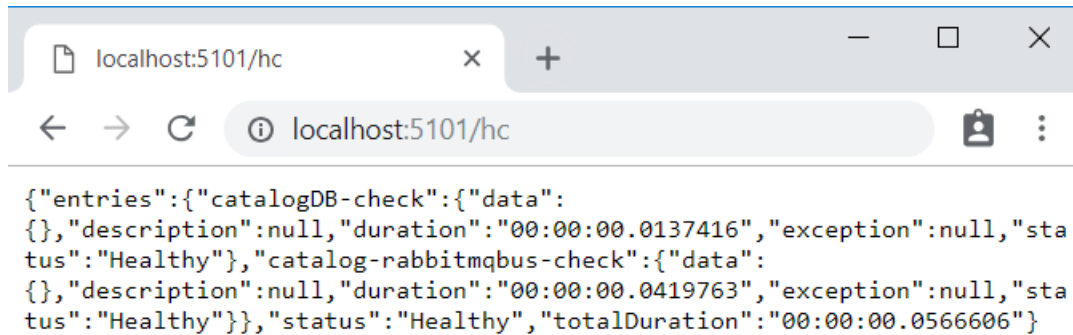 localhost:5101/hc
localhost:5101/hc
{"entries":{"catalogDB-check":{"data":
{},"description":null,"duration":"00:00:00.0137416","exception":null,"sta
tus":"Healthy"},"catalog-rabbitmqbus-check":{"data":
{},"description":null,"duration":"00:00:00.0419763","exception":null,"sta
tus":"Healthy"}},"status":"Healthy","totalDuration":"00:00:00.0566606"}